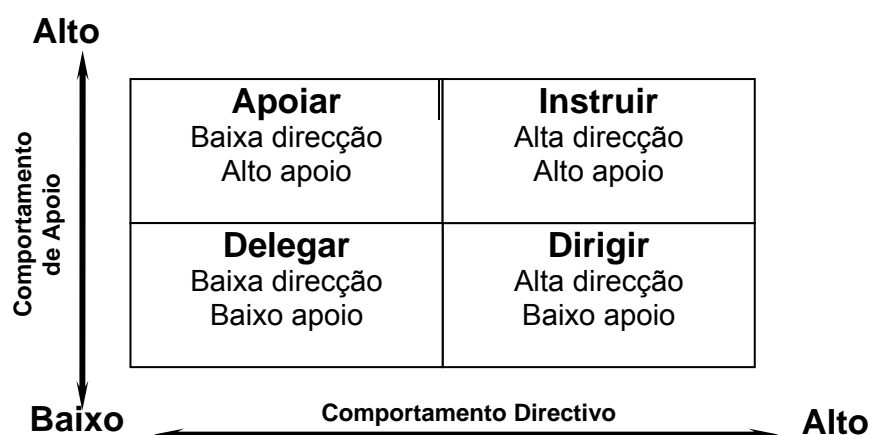 Alto
Comportamento
de Apoio
Apoiar
Baixa direcção
Alto apoio
Instruir
Alta direcção
Alto apoio
Delegar
Baixa direcção
Baixo apoio
Dirigir
Alta direcção
Baixo apoio
Baixo
Comportamento Directivo
Alto